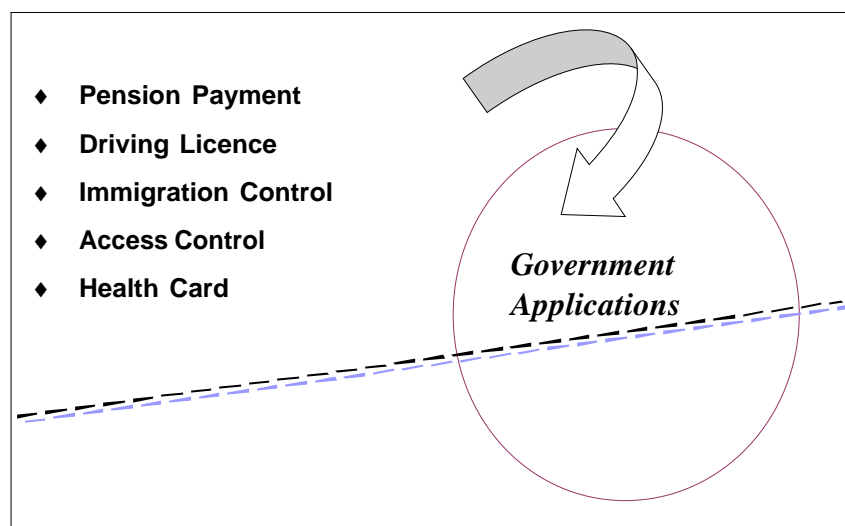 ♦ Pension Payment
♦ Driving Licence
♦ Immigration Control
♦ Access Control
♦ Health Card
Government
Applications